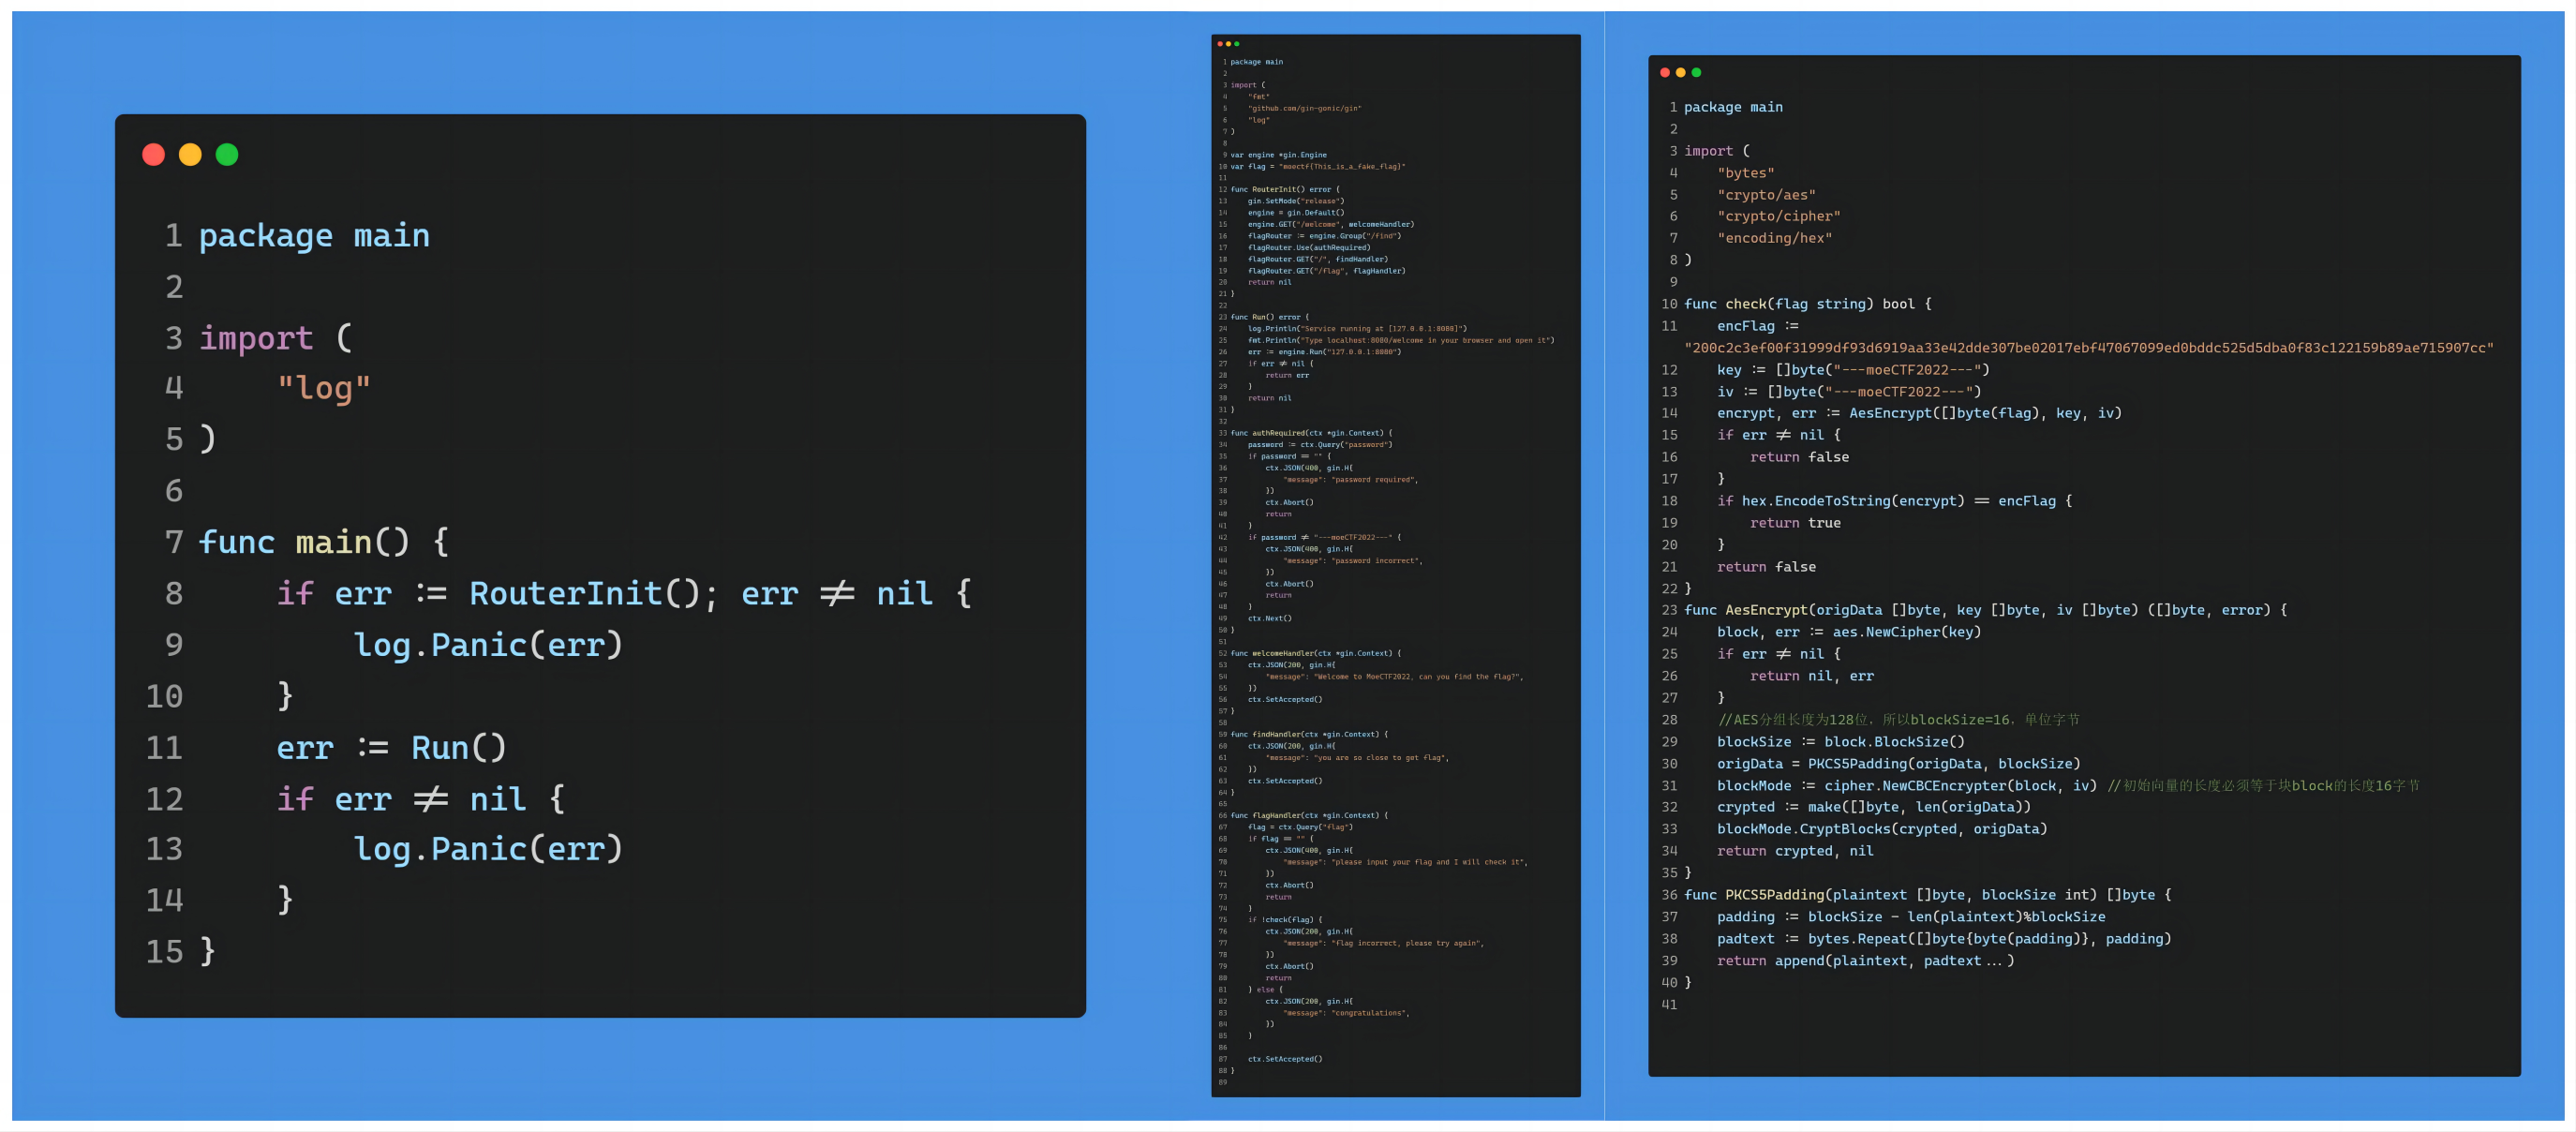 1 package main
2
3 import (
4     "log"
5 )
6
7 func main() {
8     if err := RouterInit(); err ≠ nil {
9         log.Panic(err)
10     }
11     err := Run()
12     if err ≠ nil {
13         log.Panic(err)
14     }
15 }
1 package main
2
3 import (
4     "fmt"
5     "github.com/gin-gonic/gin"
6     "log"
7 )
8
9 var engine *gin.Engine
10 var flag = "moectf{This_is_a_fake_flag}"
11
12 func RouterInit() error {
13     gin.SetMode("release")
14     engine = gin.Default()
15     engine.GET("/welcome", welcomeHandler)
16     flagRouter := engine.Group("/find")
17     flagRouter.Use(authRequired)
18     flagRouter.GET("/", findHandler)
19     flagRouter.GET("/flag", flagHandler)
20     return nil
21 }
22
23 func Run() error {
24     log.Println("Service running at [127.0.0.1:8080]")
25     fmt.Println("Type localhost:8080/welcome in your browser and open it")
26     err := engine.Run("127.0.0.1:8080")
27     if err ≠ nil {
28         return err
29     }
30     return nil
31 }
32
33 func authRequired(ctx *gin.Context) {
34     password := ctx.Query("password")
35     if password == "" {
36         ctx.JSON(400, gin.H{
37             "message": "password required",
38         })
39         ctx.Abort()
40         return
41     }
42     if password ≠ "---moeCTF2022---" {
43         ctx.JSON(400, gin.H{
44             "message": "password incorrect",
45         })
46         ctx.Abort()
47         return
48     }
49     ctx.Next()
50 }
51
52 func welcomeHandler(ctx *gin.Context) {
53     ctx.JSON(200, gin.H{
54         "message": "Welcome to MoeCTF2022, can you find the flag?",
55     })
56     ctx.SetAccepted()
57 }
58
59 func findHandler(ctx *gin.Context) {
60     ctx.JSON(200, gin.H{
61         "message": "you are so close to get flag",
62     })
63     ctx.SetAccepted()
64 }
65
66 func flagHandler(ctx *gin.Context) {
67     flag = ctx.Query("flag")
68     if flag == "" {
69         ctx.JSON(400, gin.H{
70             "message": "please input your flag and I will check it",
71         })
72         ctx.Abort()
73         return
74     }
75     if !check(flag) {
76         ctx.JSON(200, gin.H{
77             "message": "flag incorrect, please try again",
78         })
79         ctx.Abort()
80         return
81     } else {
82         ctx.JSON(200, gin.H{
83             "message": "congratulations",
84         })
85     }
86
87     ctx.SetAccepted()
88 }
89
1 package main
2
3 import (
4     "bytes"
5     "crypto/aes"
6     "crypto/cipher"
7     "encoding/hex"
8 )
9
10 func check(flag string) bool {
11     encFlag :=
"200c2c3ef00f31999df93d6919aa33e42dde307be02017ebf47067099ed0bddc525d5dba0f83c122159b89ae715907cc"
12     key := []byte("---moeCTF2022---")
13     iv := []byte("---moeCTF2022---")
14     encrypt, err := AesEncrypt([]byte(flag), key, iv)
15     if err ≠ nil {
16         return false
17     }
18     if hex.EncodeToString(encrypt) == encFlag {
19         return true
20     }
21     return false
22 }
23 func AesEncrypt(origData []byte, key []byte, iv []byte) ([]byte, error) {
24     block, err := aes.NewCipher(key)
25     if err ≠ nil {
26         return nil, err
27     }
28     //AES分组长度为128位，所以blockSize=16，单位字节
29     blockSize := block.BlockSize()
30     origData = PKCS5Padding(origData, blockSize)
31     blockMode := cipher.NewCBCEncrypter(block, iv) //初始向量的长度必须等于块block的长度16字节
32     crypted := make([]byte, len(origData))
33     blockMode.CryptBlocks(crypted, origData)
34     return crypted, nil
35 }
36 func PKCS5Padding(plaintext []byte, blockSize int) []byte {
37     padding := blockSize - len(plaintext)%blockSize
38     padtext := bytes.Repeat([]byte{byte(padding)}, padding)
39     return append(plaintext, padtext...)
40 }
41